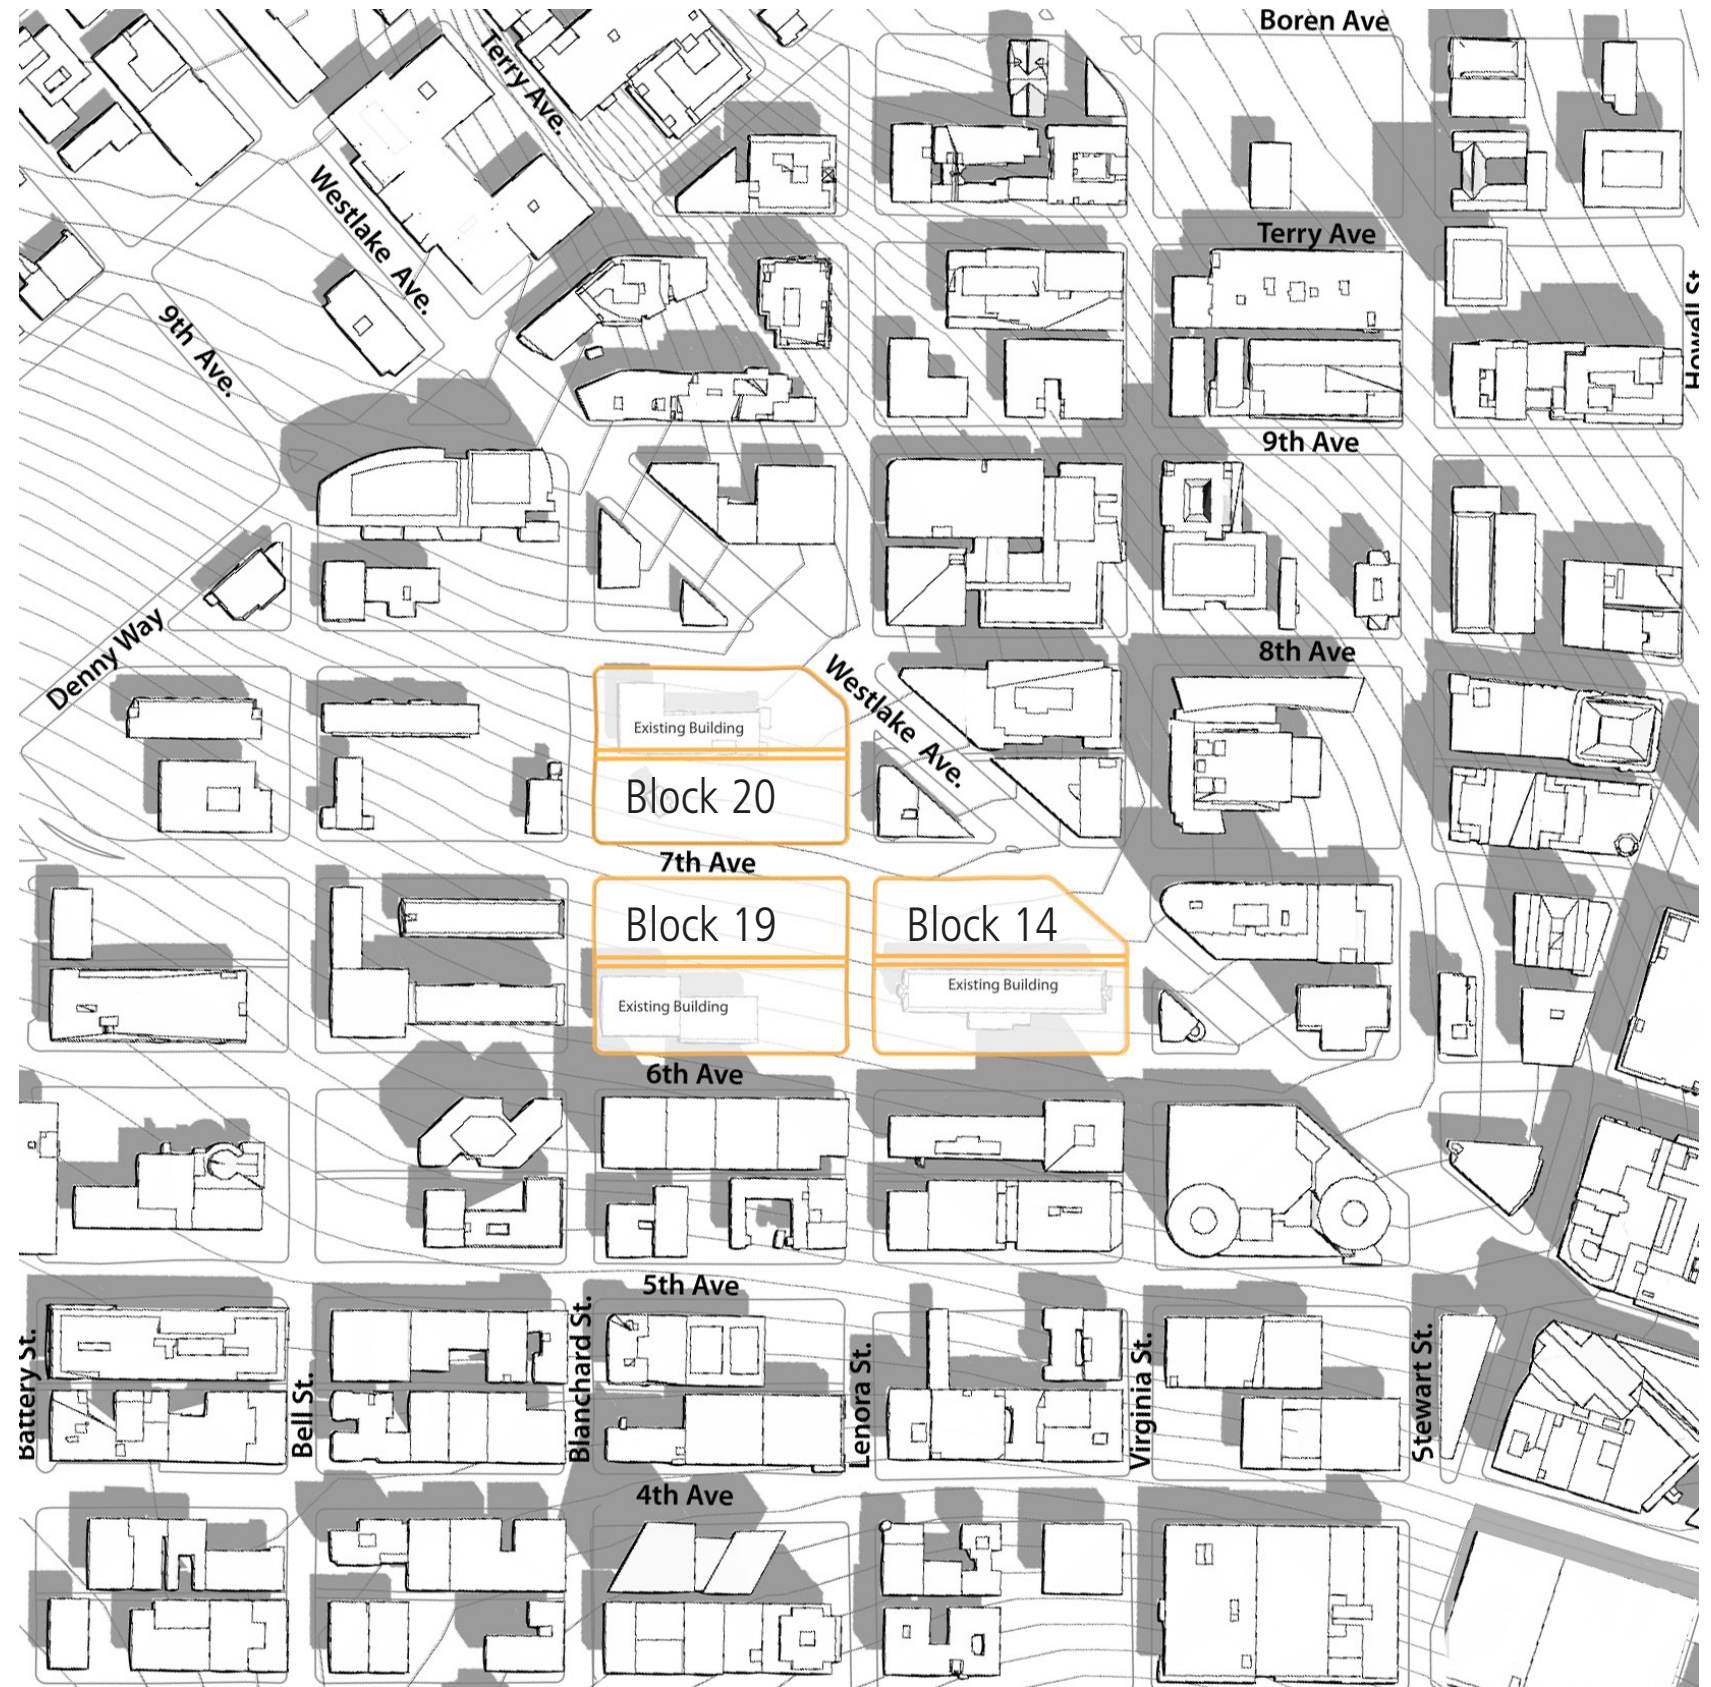 Boren Ave
Terry Ave.
Westlake Ave.
Terry Ave
9th Ave.
Howell St
9th Ave
Denny Way
8th Ave
Westlake Ave.
Existing Building
Block 20
7th Ave
Block 19
Block 14
Existing Building
Existing Building
6th Ave
5th Ave
Battery St.
Bell St.
Blanchard St.
Lenora St.
Virginia St.
Stewart St.
4th Ave